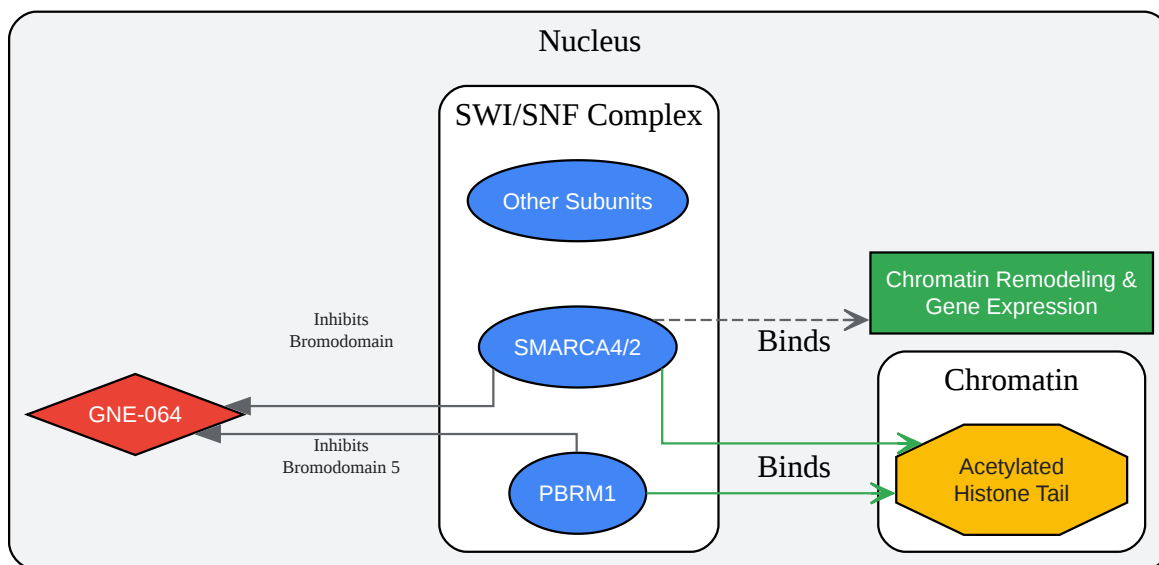 Nucleus
SWI/SNF Complex
Other Subunits
Chromatin Remodeling &
Gene Expression
Inhibits
Bromodomain
SMARCA4/2
Binds
Chromatin
GNE-064
Inhibits
Bromodomain 5
Binds
Acetylated
Histone Tail
PBRM1